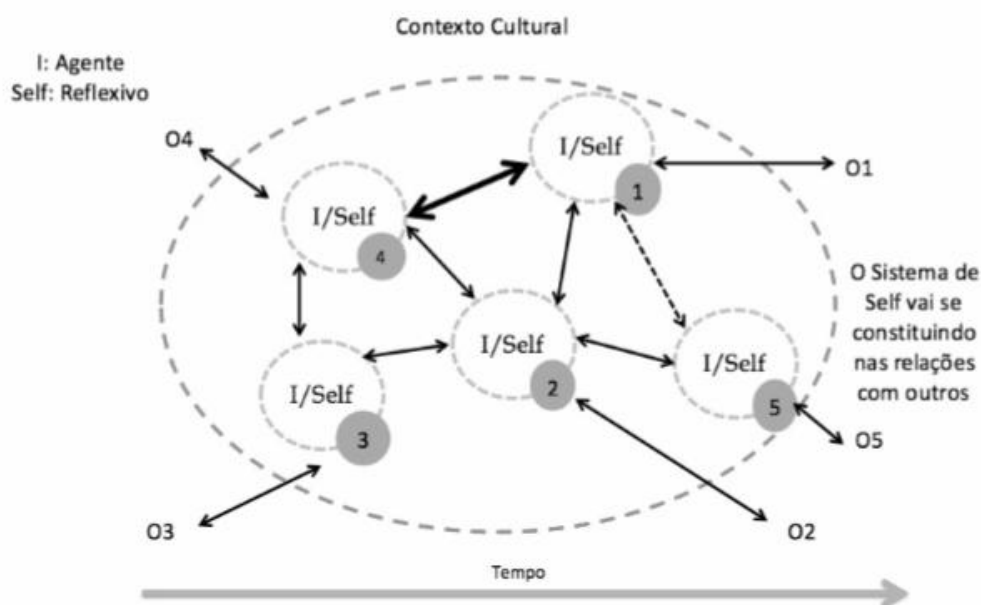 Contexto Cultural
I: Agente
Self: Reflexivo
O4
I/Self
1
O1
I/Self
4
O Sistema de
Self vai se
constituindo
nas relações
com outros
I/Self
2
I/Self
5
I/Self
3
O5
O3
O2
Tempo